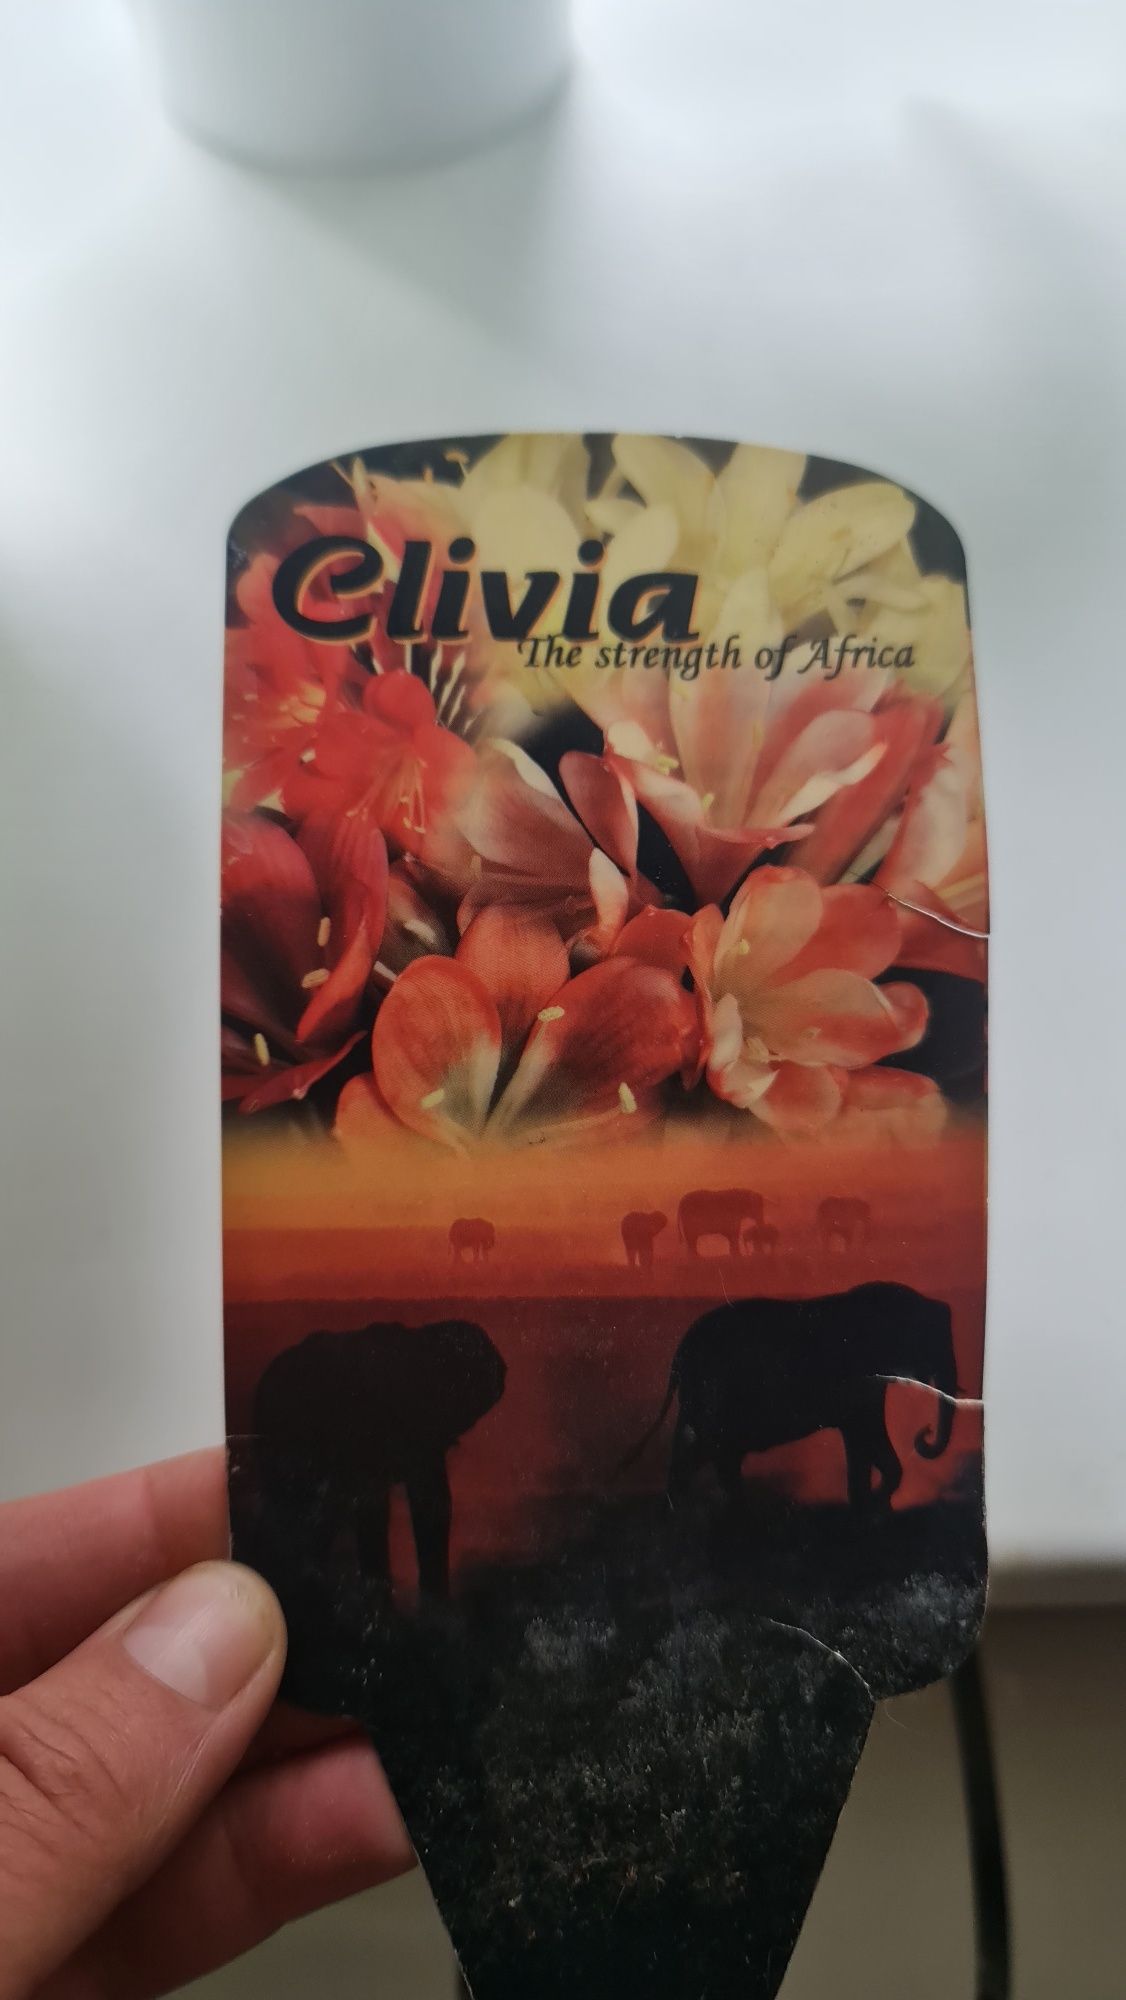 Clivia
The strength of Africa